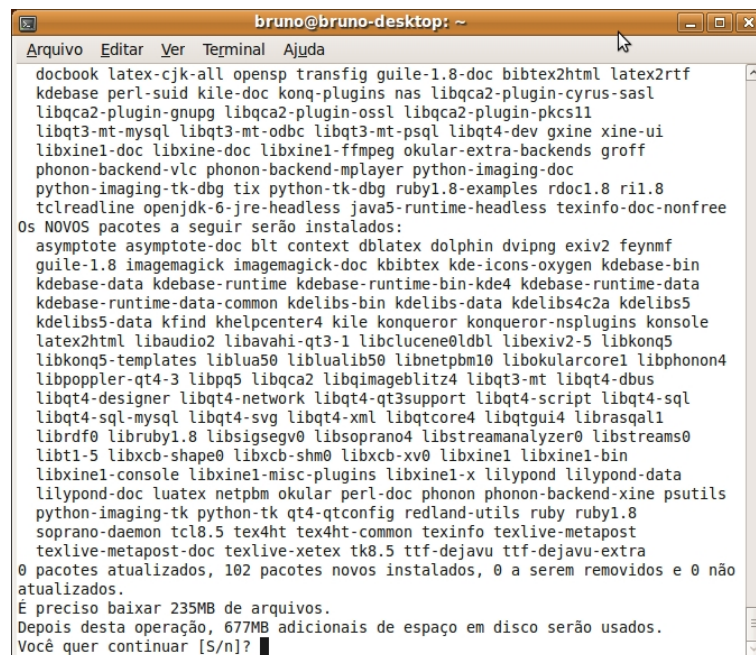 bruno@bruno-desktop: ~
Arquivo Editar Ver Terminal Ajuda
docbook latex-cjk-all opensp transfig guile-1.8-doc bibtex2html latex2rtf
kdebase perl-suid kile-doc konq-plugins nas libqca2-plugin-cyrus-sasl
libqca2-plugin-gnupg libqca2-plugin-ossl libqca2-plugin-pkcs11
libqt3-mt-mysql libqt3-mt-odbc libqt3-mt-psql libqt4-dev gxine xine-ui
libxine1-doc libxine-doc libxine1-ffmpeg okular-extra-backends groff
phonon-backend-vlc phonon-backend-mplayer python-imaging-doc
python-imaging-tk-dbg tix python-tk-dbg ruby1.8-examples rdoc1.8 ri1.8
tclreadline openjdk-6-jre-headless java5-runtime-headless texinfo-doc-nonfree
Os NOVOS pacotes a seguir serão instalados:
asymptote asymptote-doc blt context dblatex dolphin dvipng exiv2 feynmf
guile-1.8 imagemagick imagemagick-doc kbibtex kde-icons-oxygen kdebase-bin
kdebase-data kdebase-runtime kdebase-runtime-bin-kde4 kdebase-runtime-data
kdebase-runtime-data-common kdelibs-bin kdelibs-data kdelibs4c2a kdelibs5
kdelibs5-data kfind khelpcenter4 kile konqueror konqueror-nsplugins konsole
latex2html libaudio2 libavahi-qt3-1 libclucene0ldbl libexiv2-5 libkonq5
libkonq5-templates liblua50 liblualib50 libnetpbm10 libokularcore1 libphonon4
libpoppler-qt4-3 libpq5 libqca2 libqimageblitz4 libqt3-mt libqt4-dbus
libqt4-designer libqt4-network libqt4-qt3support libqt4-script libqt4-sql
libqt4-sql-mysql libqt4-svg libqt4-xml libqtcore4 libqtgui4 librasqal1
librdf0 libruby1.8 libsigsegv0 libsoprano4 libstreamanalyzer0 libstreams0
libt1-5 libxcb-shape0 libxcb-shm0 libxcb-xv0 libxine1 libxine1-bin
libxine1-console libxine1-misc-plugins libxine1-x lilypond lilypond-data
lilypond-doc luatex netpbm okular perl-doc phonon phonon-backend-xine psutils
python-imaging-tk python-tk qt4-qtconfig redland-utils ruby ruby1.8
soprano-daemon tcl8.5 tex4ht tex4ht-common texinfo texlive-metapost
texlive-metapost-doc texlive-xetex tk8.5 ttf-dejavu ttf-dejavu-extra
0 pacotes atualizados, 102 pacotes novos instalados, 0 a serem removidos e 0 não
atualizados.
É preciso baixar 235MB de arquivos.
Depois desta operação, 677MB adicionais de espaço em disco serão usados.
Você quer continuar [S/n]?